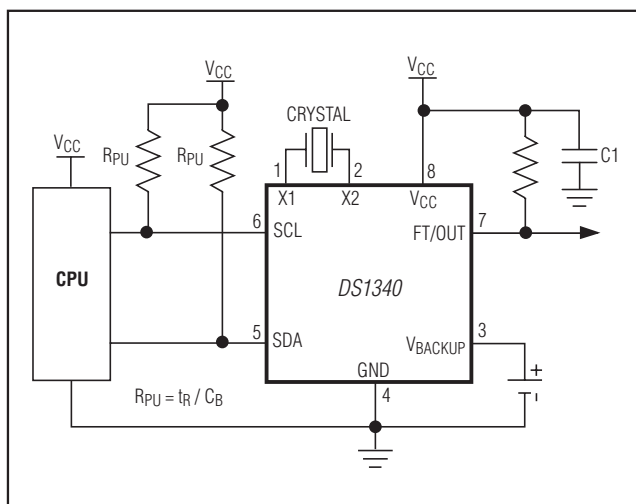 VCC
VCC
CRYSTAL
VCC
RPU
RPU
C1
1
2
8
X1
X2
VCC
6
SCL
7
FT/OUT
CPU
DS1340
5
SDA
3
VBACKUP
GND
+
-
RPU = tR / CB
4